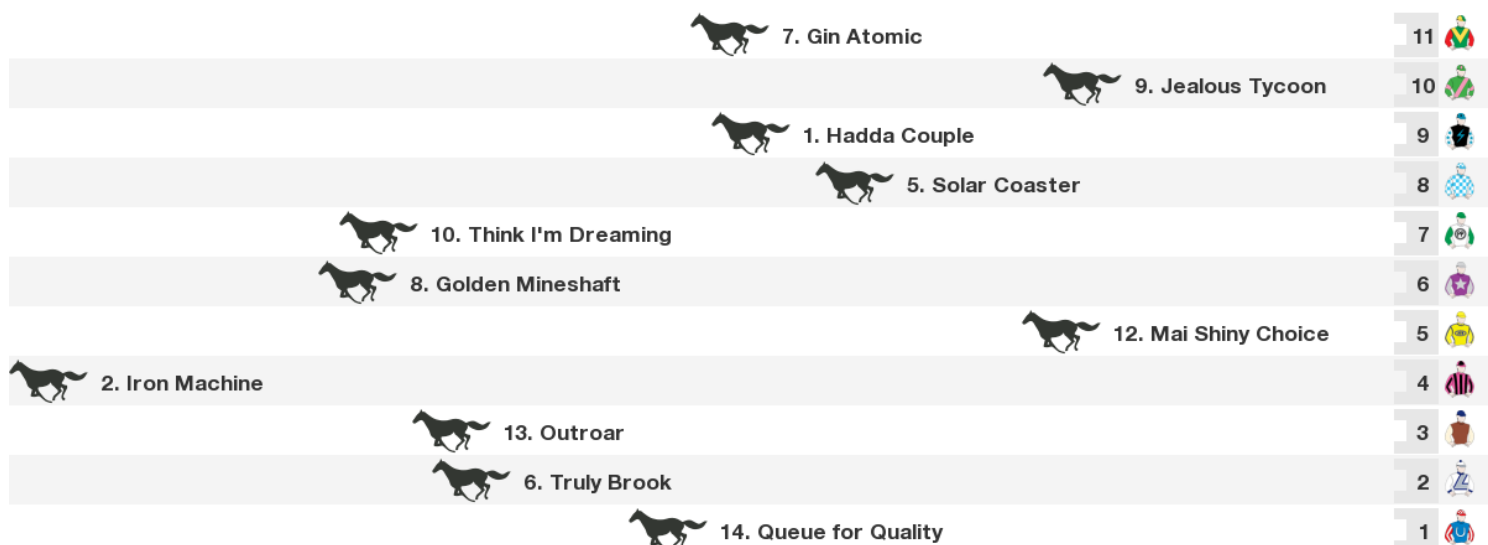 7. Gin Atomic 11
9. Jealous Tycoon 10
1. Hadda Couple 9
5. Solar Coaster 8
10. Think I'm Dreaming 7
8. Golden Mineshaft 6
12. Mai Shiny Choice 5
2. Iron Machine 4
13. Outroar 3
6. Truly Brook 2
14. Queue for Quality 1